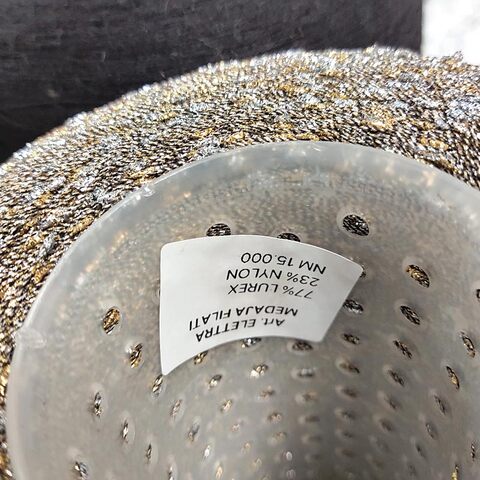 MEDAJA FILATI
Art. ELETTRA
77% LUREX
23% NYLON
NM 15.000